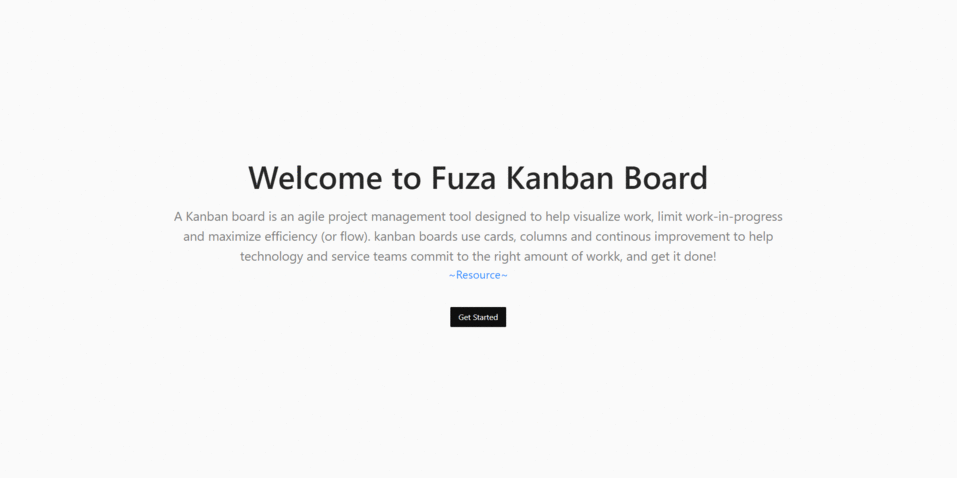 Welcome to Fuza Kanban Board
A Kanban board is an agile project management tool designed to help visualize work, limit work-in-progress
and maximize efficiency (or flow). kanban boards use cards, columns and continous improvement to help
technology and service teams commit to the right amount of workk, and get it done!
~Resource~
Get Started